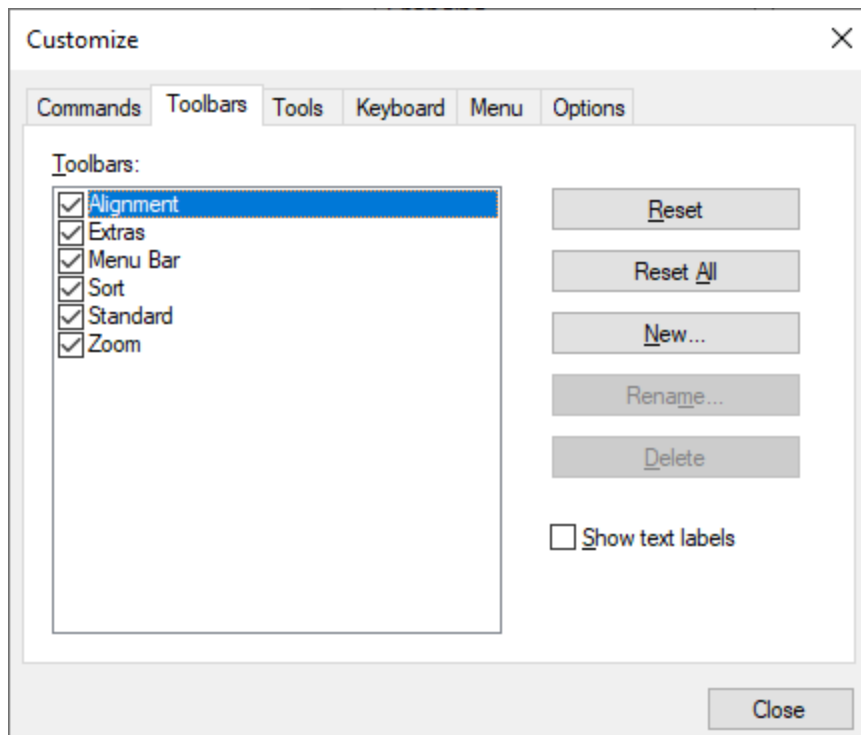 Customize
Commands Toolbars Tools Keyboard Menu Options
Toolbars:
Alignment
Extras
Menu Bar
Sort
Standard
Zoom
Reset
Reset All
New...
Rename...
Delete
Show text labels
Close